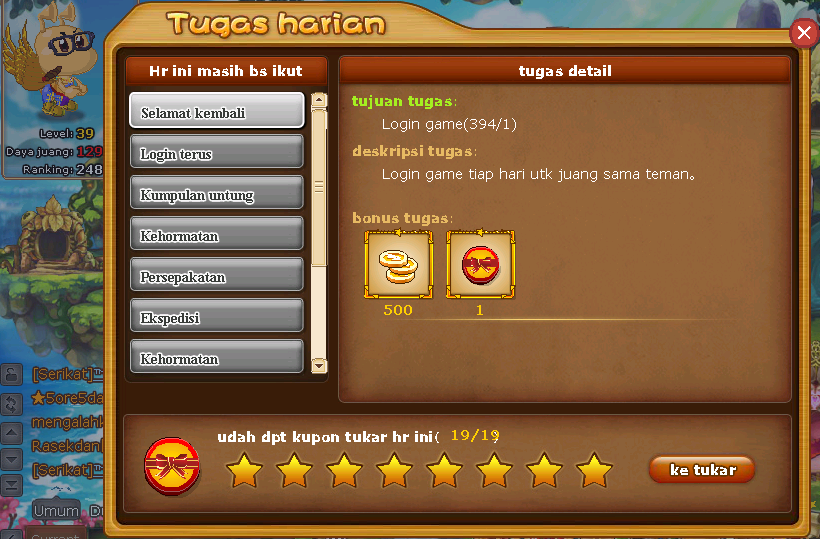 Tugas harian
Level: 39
Daya juang: 129
Ranking: 248
Hr ini masih bs ikut
Selamat kembali
Login terus
Kumpulan untung
Kehormatan
Persepakatan
Ekspedisi
Kehormatan
tugas detail
tujuan tugas:
Login game(394/1)
deskripsi tugas:
Login game tiap hari utk juang sama teman。
bonus tugas:
500
1
[Serikat]
5ore5da
mengalahk
Rasekdan
[Serikat]
Umum
Current
udah dpt kupon tukar hr ini( 19/19)
ke tukar